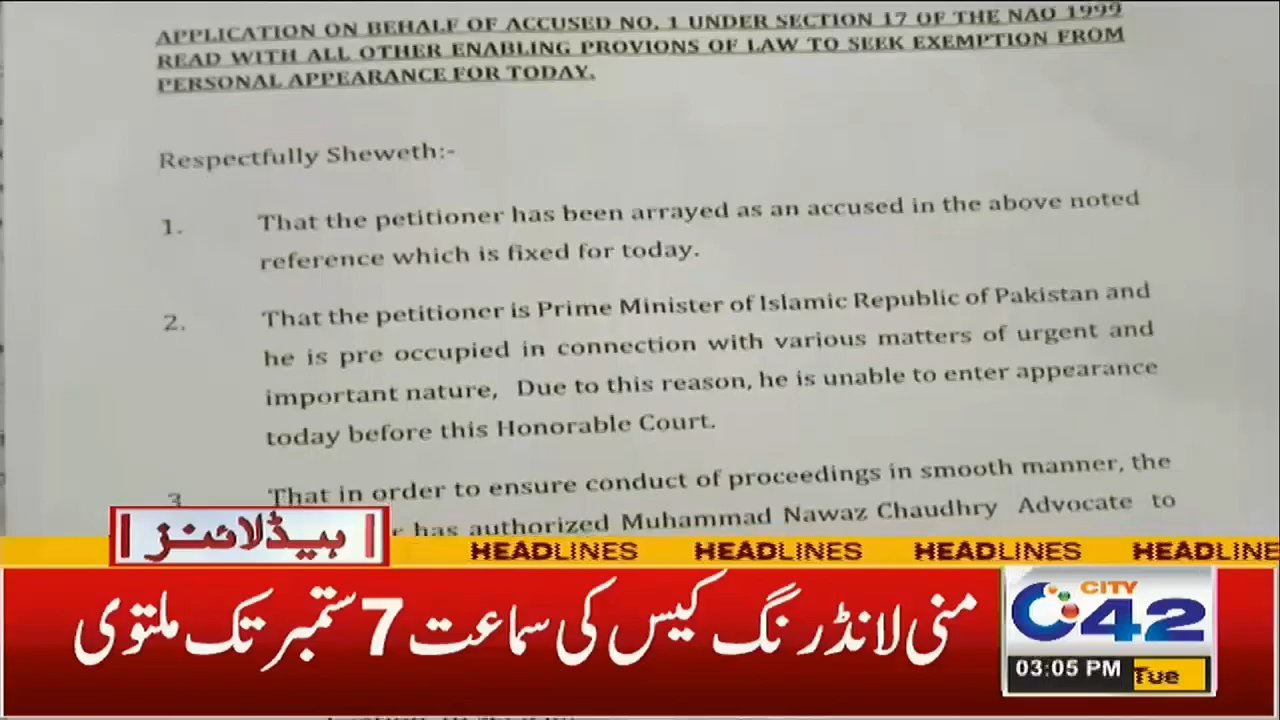 APPLICATION ON BEHALF OF ACCUSED NO. 1 UNDER SECTION 17 OF THE NAO 1999
READ WITH ALL OTHER ENABLING PROVIONS OF LAW TO SEEK EXEMPTION FROM
PERSONAL APPEARANCE FOR TODAY.
Respectfully Sheweth:-
1. That the petitioner has been arrayed as an accused in the above noted
reference which is fixed for today.
2. That the petitioner is Prime Minister of Islamic Republic of Pakistan and
he is pre occupied in connection with various matters of urgent and
important nature, Due to this reason, he is unable to enter appearance
today before this Honorable Court.
3 That in order to ensure conduct of proceedings in smooth manner, the
r has authorized Muhammad Nawaz Chaudhry Advocate to
ہیڈلائنز
HEADLINES HEADLINES HEADLINES HEADLINE
منی لانڈرنگ کیس کی سماعت 7 ستمبر تک ملتوی
CITY
42
03:05 PM Tue